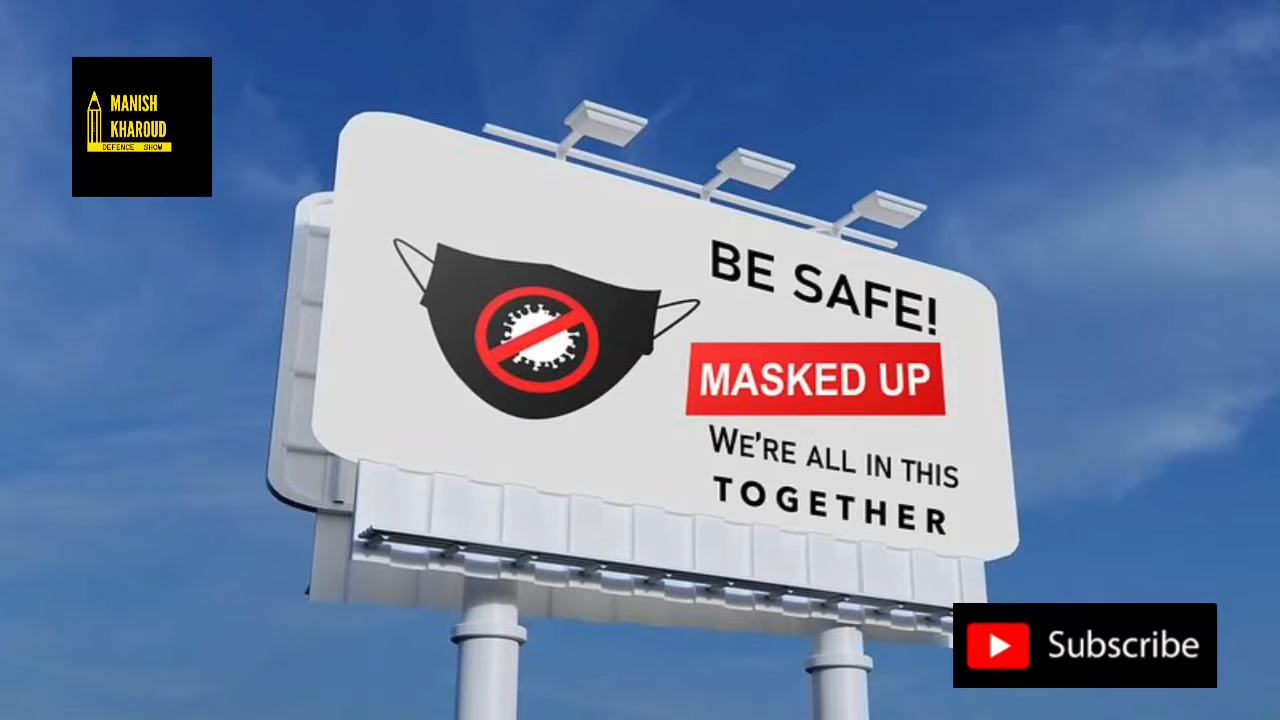 MANISH
KHAROUD
DEFENCE SHOW
BE SAFE!
MASKED UP
WE'RE ALL IN THIS
TOGETHER
Subscribe